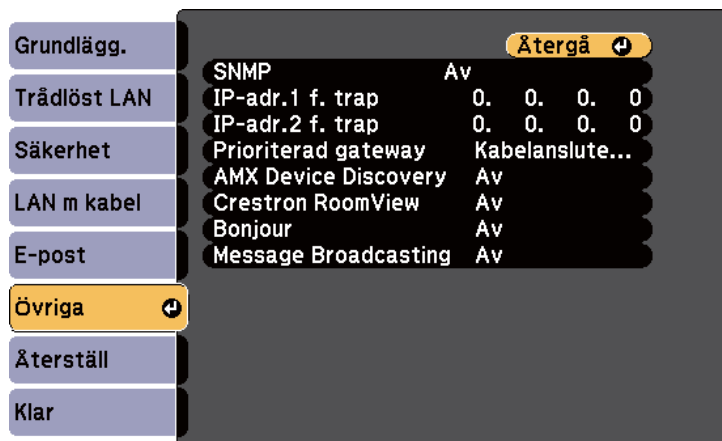 Grundlägg.
Trådlöst LAN
Säkerhet
LAN m kabel
E-post
Övriga
Återställ
Klar
Återgå
SNMP Av
IP-adr.1 f. trap 0. 0. 0. 0
IP-adr.2 f. trap 0. 0. 0. 0
Prioriterad gateway Kabelanslute...
AMX Device Discovery Av
Crestron RoomView Av
Bonjour Av
Message Broadcasting Av